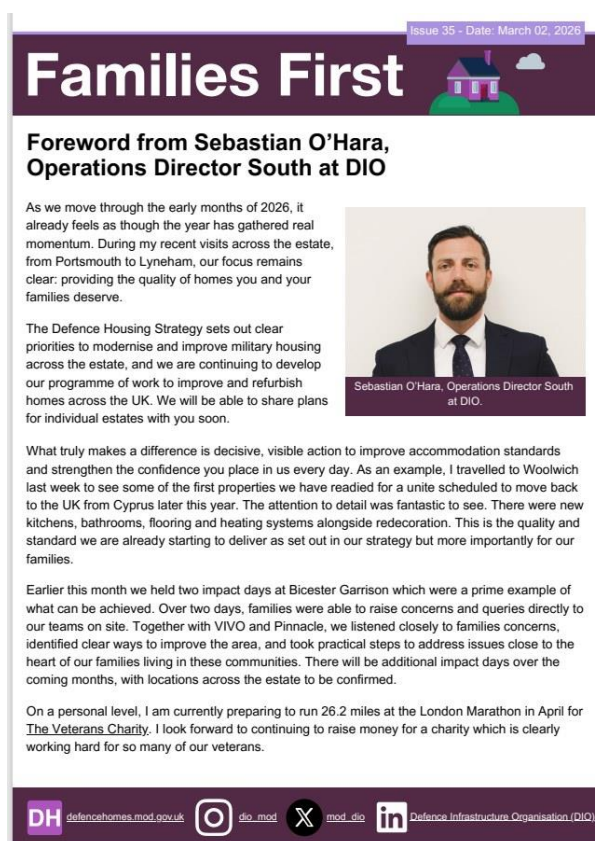 Issue 35 - Date: March 02, 2026
Families First
Foreword from Sebastian O’Hara,
Operations Director South at DIO
As we move through the early months of 2026, it
already feels as though the year has gathered real
momentum. During my recent visits across the estate,
from Portsmouth to Lyneham, our focus remains
clear: providing the quality of homes you and your
families deserve.
The Defence Housing Strategy sets out clear
priorities to modernise and improve military housing
across the estate, and we are continuing to develop
our programme of work to improve and refurbish
homes across the UK. We will be able to share plans
for individual estates with you soon.
Sebastian O’Hara, Operations Director South
at DIO.
What truly makes a difference is decisive, visible action to improve accommodation standards
and strengthen the confidence you place in us every day. As an example, I travelled to Woolwich
last week to see some of the first properties we have readied for a unite scheduled to move back
to the UK from Cyprus later this year. The attention to detail was fantastic to see. There were new
kitchens, bathrooms, flooring and heating systems alongside redecoration. This is the quality and
standard we are already starting to deliver as set out in our strategy but more importantly for our
families.
Earlier this month we held two impact days at Bicester Garrison which were a prime example of
what can be achieved. Over two days, families were able to raise concerns and queries directly to
our teams on site. Together with VIVO and Pinnacle, we listened closely to families concerns,
identified clear ways to improve the area, and took practical steps to address issues close to the
heart of our families living in these communities. There will be additional impact days over the
coming months, with locations across the estate to be confirmed.
On a personal level, I am currently preparing to run 26.2 miles at the London Marathon in April for
The Veterans Charity. I look forward to continuing to raise money for a charity which is clearly
working hard for so many of our veterans.
DH defencehomes.mod.gov.uk dio_mod X mod_dio in Defence Infrastructure Organisation (DIO)